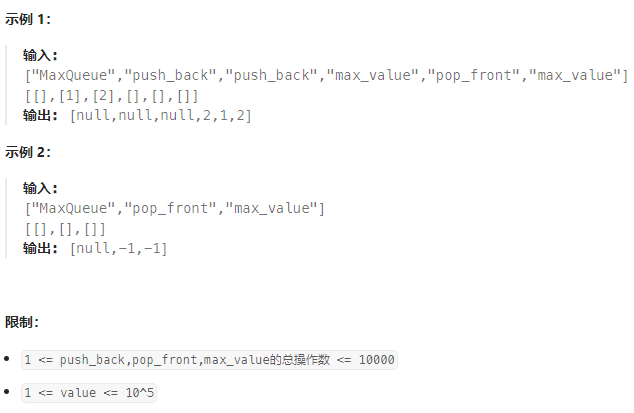 示例 1：
输入：
["MaxQueue","push_back","push_back","max_value","pop_front","max_value"]
[[],[1],[2],[],[],[]]
输出：[null,null,null,2,1,2]
示例 2：
输入：
["MaxQueue","pop_front","max_value"]
[[],[],[]]
输出：[null,-1,-1]
限制：
• 1 <= push_back,pop_front,max_value的总操作数 <= 10000
• 1 <= value <= 10^5